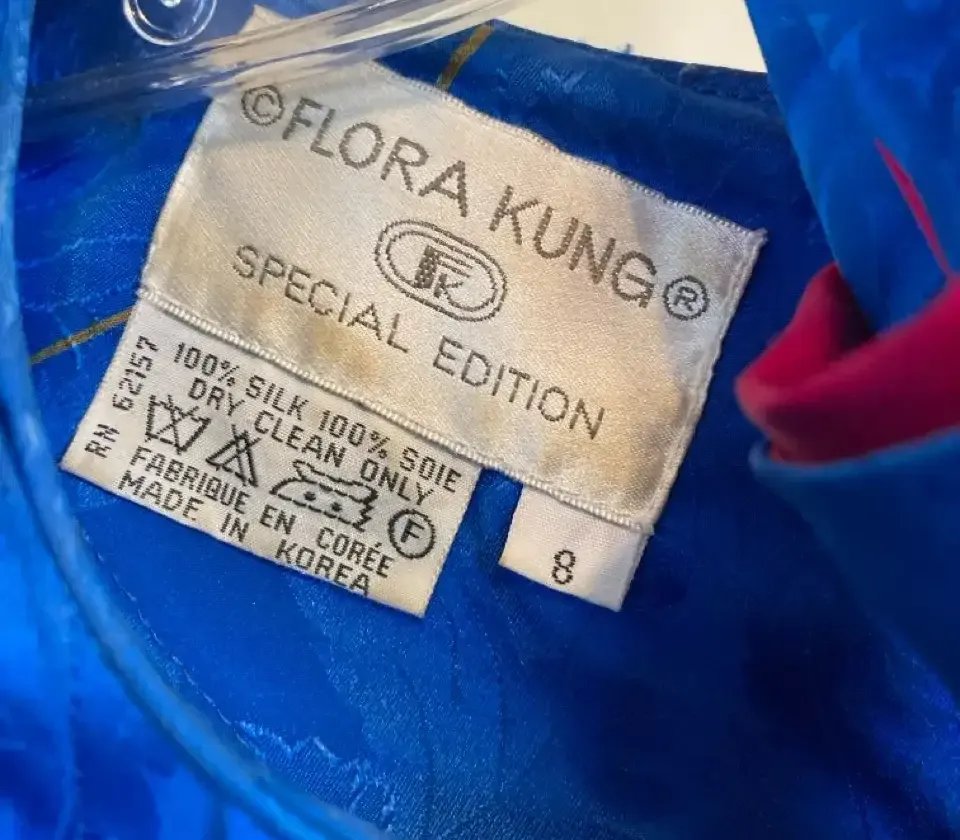 ©FLORA KUNG®
FK
SPECIAL EDITION
RN 62157
100% SILK 100% SOIE
DRY CLEAN ONLY
F
FABRIQUE EN CORÉE
MADE IN KOREA
8